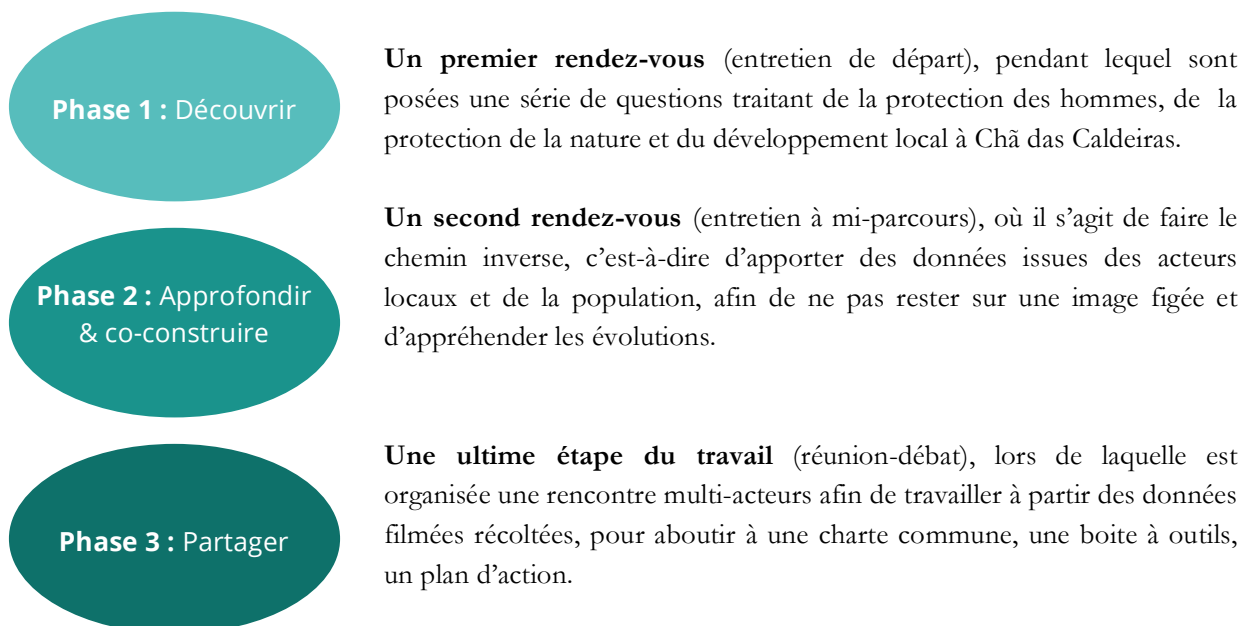 Phase 1 : Découvrir
Un premier rendez-vous (entretien de départ), pendant lequel sont
posées une série de questions traitant de la protection des hommes, de la
protection de la nature et du développement local à Chã das Caldeiras.
Phase 2 : Approfondir
& co-construire
Un second rendez-vous (entretien à mi-parcours), où il s’agit de faire le
chemin inverse, c’est-à-dire d’apporter des données issues des acteurs
locaux et de la population, afin de ne pas rester sur une image figée et
d’appréhender les évolutions.
Phase 3 : Partager
Une ultime étape du travail (réunion-débat), lors de laquelle est
organisée une rencontre multi-acteurs afin de travailler à partir des données
filmées récoltées, pour aboutir à une charte commune, une boite à outils,
un plan d’action.